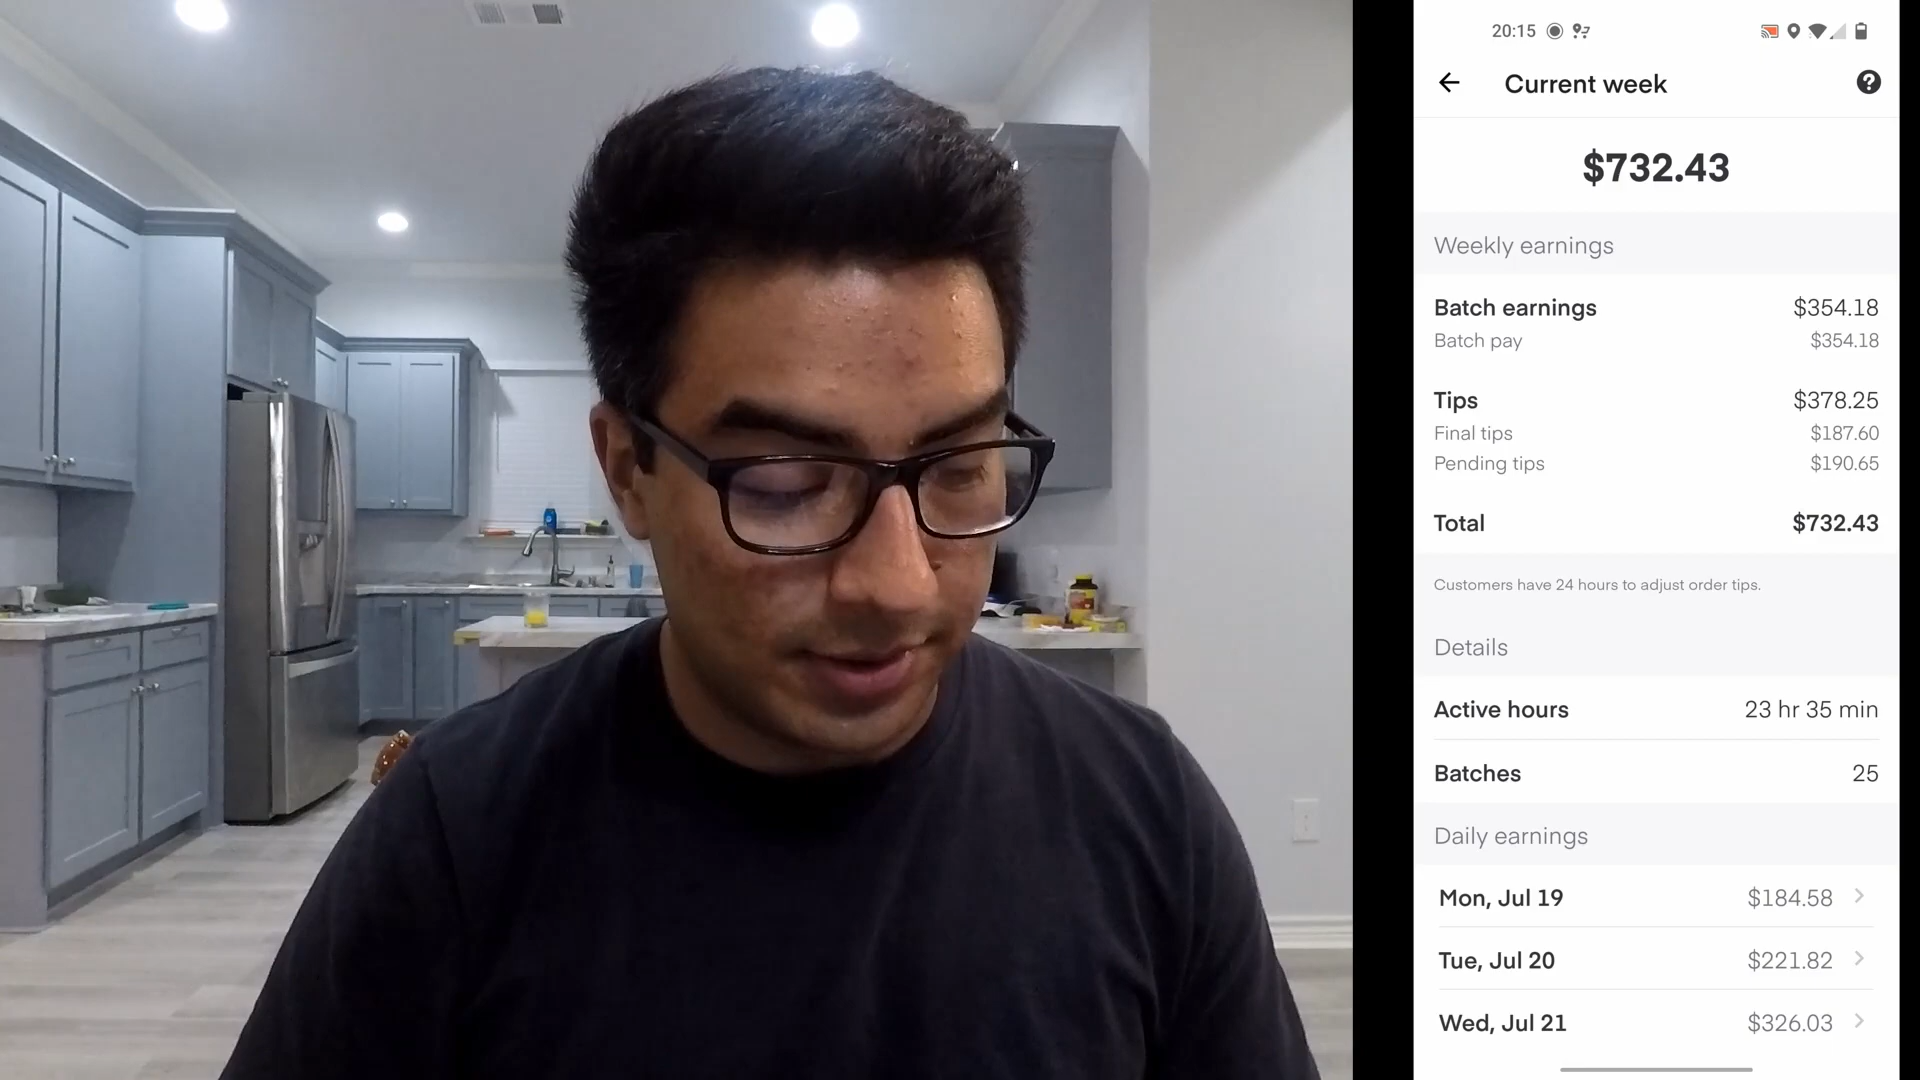 20:15
Current week
$732.43
Weekly earnings
Batch earnings $354.18
Batch pay $354.18
Tips $378.25
Final tips $187.60
Pending tips $190.65
Total $732.43
Customers have 24 hours to adjust order tips.
Details
Active hours 23 hr 35 min
Batches 25
Daily earnings
Mon, Jul 19 $184.58
Tue, Jul 20 $221.82
Wed, Jul 21 $326.03